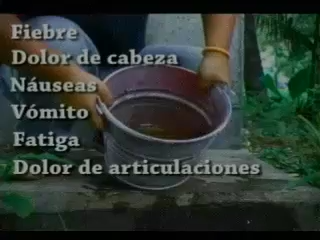 Fiebre
Dolor de cabeza
Náuseas
Vómito
Fatiga
Dolor de articulaciones